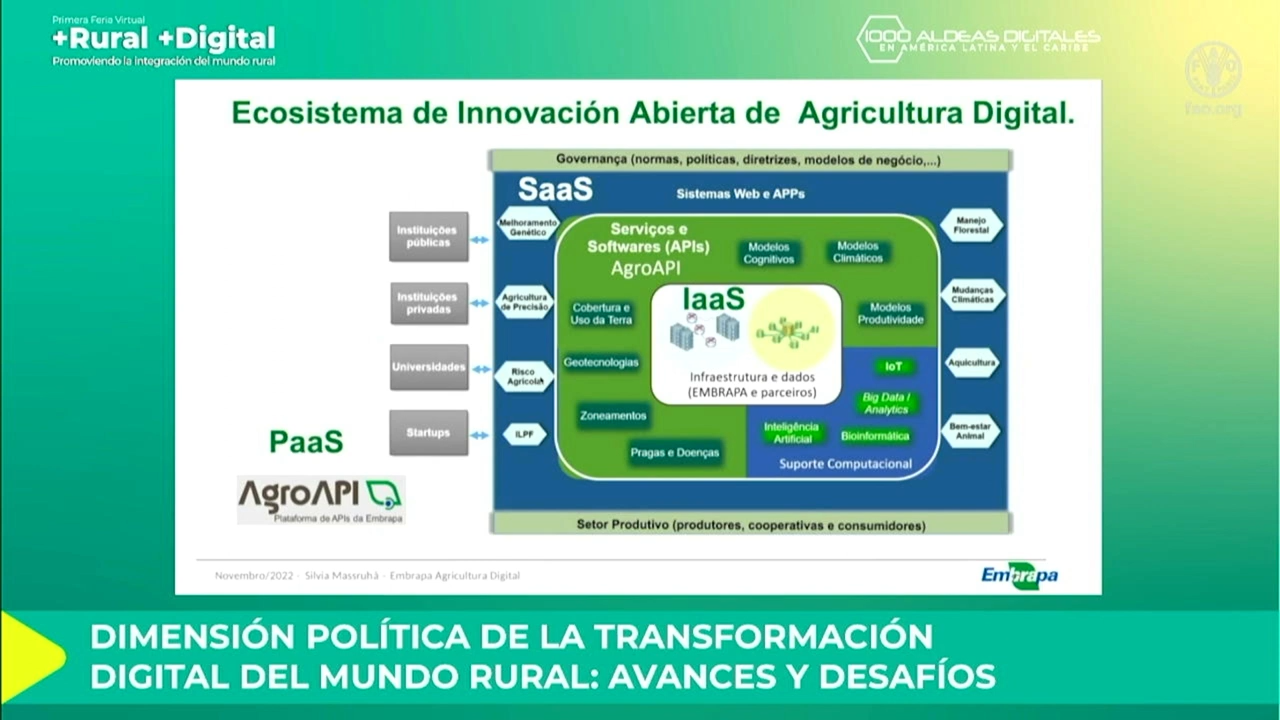 Primera Feria Virtual
+Rural +Digital
Promoviendo la integración del mundo rural
1000 ALDEAS DIGITALES
EN AMÉRICA LATINA Y EL CARIBE
fao.org
Ecosistema de Innovación Abierta de Agricultura Digital.
Governança (normas, políticas, diretrizes, modelos de negócio,...)
SaaS
Sistemas Web e APPs
Instituições
públicas
Instituições
privadas
Universidades
Startups
Melhoramento
Genético
Agricultura
de Precisão
Risco
Agrícola
ILPF
Serviços e
Softwares (APIs)
AgroAPI
Modelos
Cognitivos
Modelos
Climáticos
Cobertura e
Uso da Terra
Modelos
Produtividade
Geotecnologias
Zoneamentos
Pragas e Doenças
IaaS
Infraestrutura e dados
(EMBRAPA e parceiros)
IoT
Big Data /
Analytics
Inteligência
Artificial
Bioinformática
Suporte Computacional
Manejo
Florestal
Mudanças
Climáticas
Aquicultura
Bem-estar
Animal
PaaS
AgroAPI
Plataforma de APIs da Embrapa
Setor Produtivo (produtores, cooperativas e consumidores)
Novembro/2022 - Silvia Massruhá - Embrapa Agricultura Digital
Embrapa
DIMENSIÓN POLÍTICA DE LA TRANSFORMACIÓN
DIGITAL DEL MUNDO RURAL: AVANCES Y DESAFÍOS